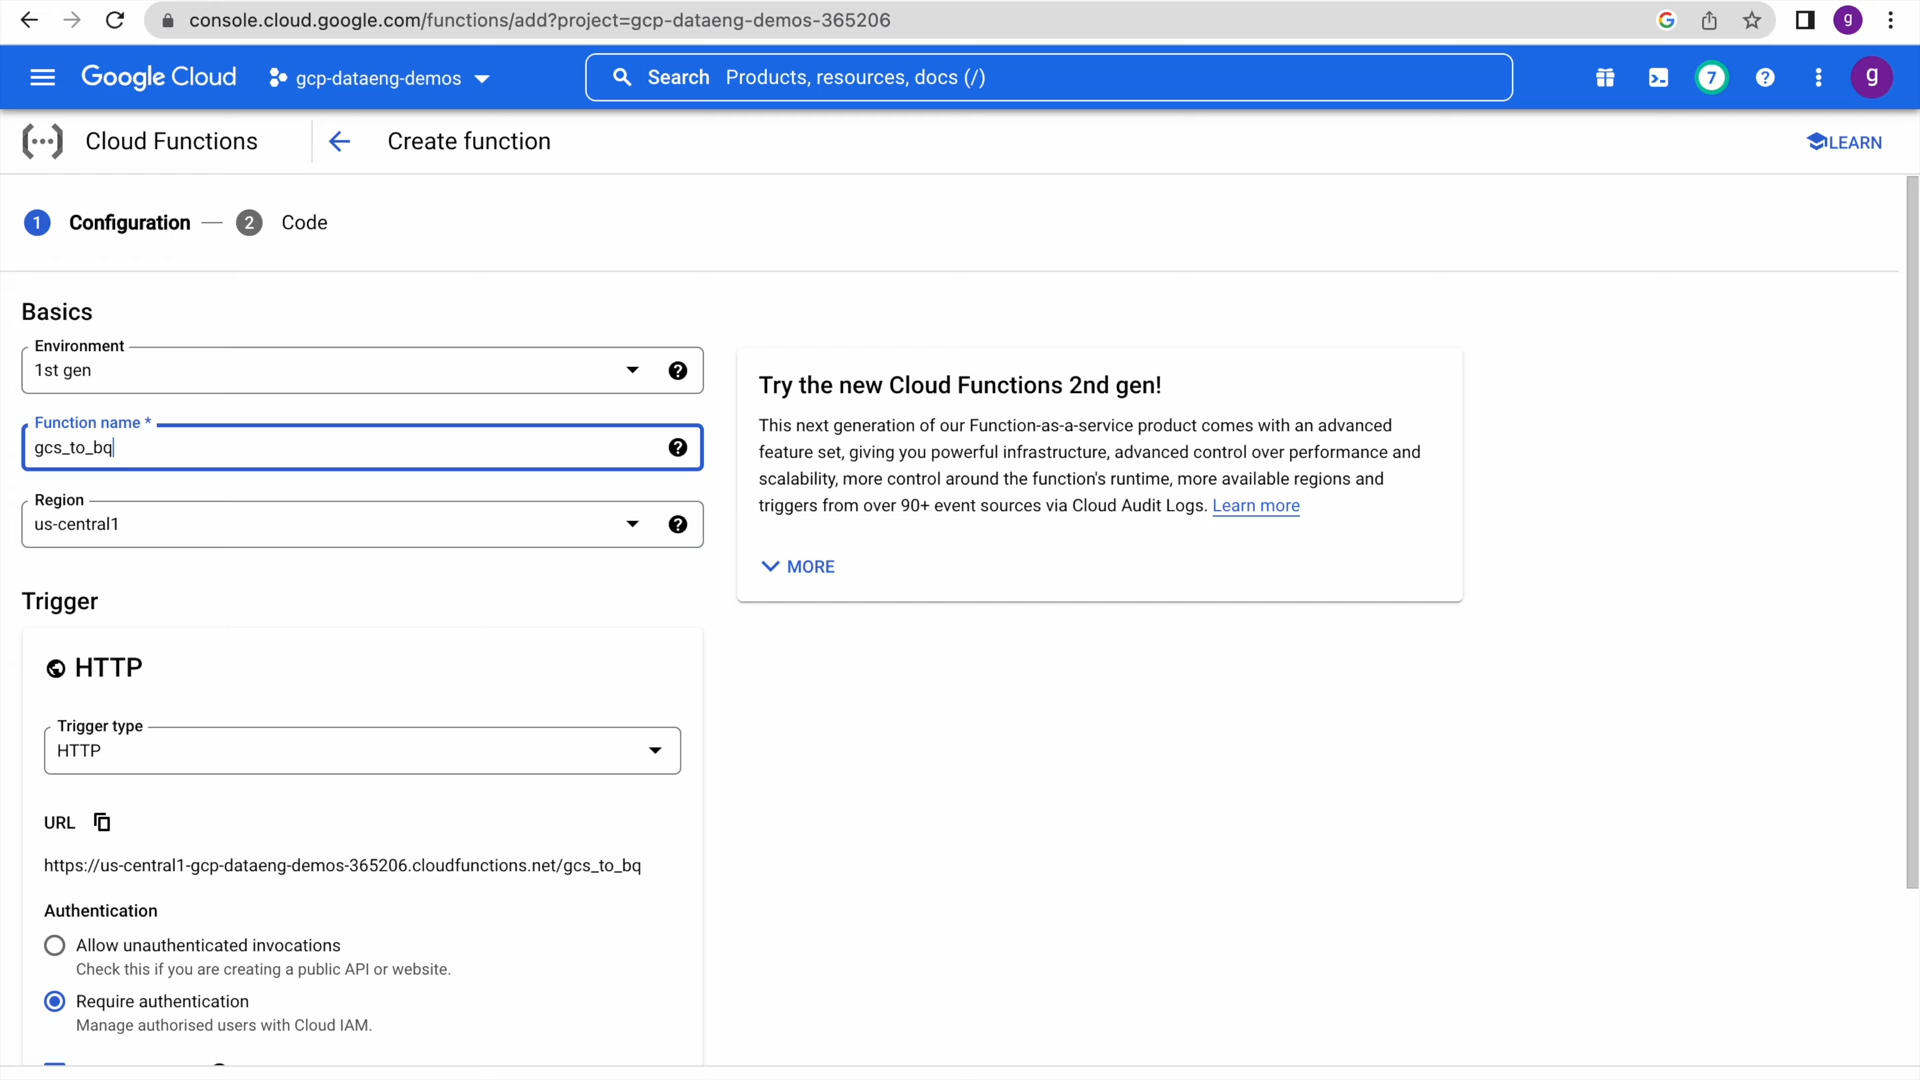 console.cloud.google.com/functions/add?project=gcp-dataeng-demos-365206
g
Google Cloud
gcp-dataeng-demos
Search Products, resources, docs (/)
7
g
Cloud Functions
Create function
LEARN
1 Configuration — 2 Code
Basics
Environment
1st gen
Function name *
gcs_to_bq
Region
us-central1
Try the new Cloud Functions 2nd gen!
This next generation of our Function-as-a-service product comes with an advanced
feature set, giving you powerful infrastructure, advanced control over performance and
scalability, more control around the function's runtime, more available regions and
triggers from over 90+ event sources via Cloud Audit Logs. Learn more
MORE
Trigger
HTTP
Trigger type
HTTP
URL
https://us-central1-gcp-dataeng-demos-365206.cloudfunctions.net/gcs_to_bq
Authentication
Allow unauthenticated invocations
Check this if you are creating a public API or website.
Require authentication
Manage authorised users with Cloud IAM.